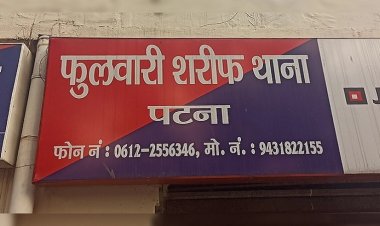 फुलवारी शरीफ थाना
पटना
फोन नं : 0612-2556346, मो. नं. : 9431822155